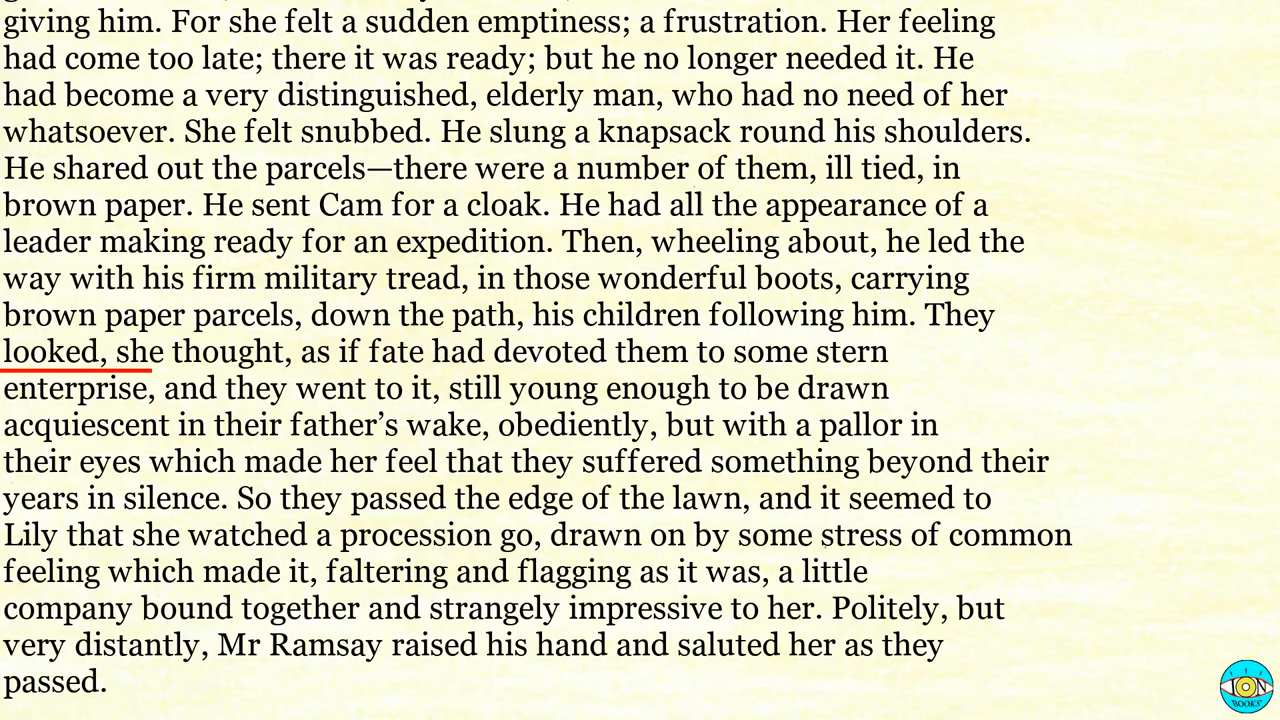 giving him. For she felt a sudden emptiness; a frustration. Her feeling
had come too late; there it was ready; but he no longer needed it. He
had become a very distinguished, elderly man, who had no need of her
whatsoever. She felt snubbed. He slung a knapsack round his shoulders.
He shared out the parcels—there were a number of them, ill tied, in
brown paper. He sent Cam for a cloak. He had all the appearance of a
leader making ready for an expedition. Then, wheeling about, he led the
way with his firm military tread, in those wonderful boots, carrying
brown paper parcels, down the path, his children following him. They
looked, she thought, as if fate had devoted them to some stern
enterprise, and they went to it, still young enough to be drawn
acquiescent in their father’s wake, obediently, but with a pallor in
their eyes which made her feel that they suffered something beyond their
years in silence. So they passed the edge of the lawn, and it seemed to
Lily that she watched a procession go, drawn on by some stress of common
feeling which made it, faltering and flagging as it was, a little
company bound together and strangely impressive to her. Politely, but
very distantly, Mr Ramsay raised his hand and saluted her as they
passed.
ION
BOOKS